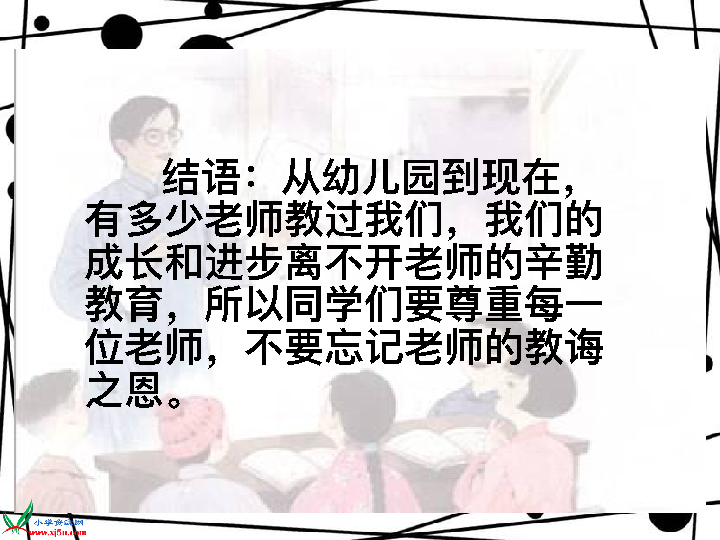 结语：从幼儿园到现在，
有多少老师教过我们，我们的
成长和进步离不开老师的辛勤
教育，所以同学们要尊重每一
位老师，不要忘记老师的教诲
之恩。
小学资源网
www.xj5u.com